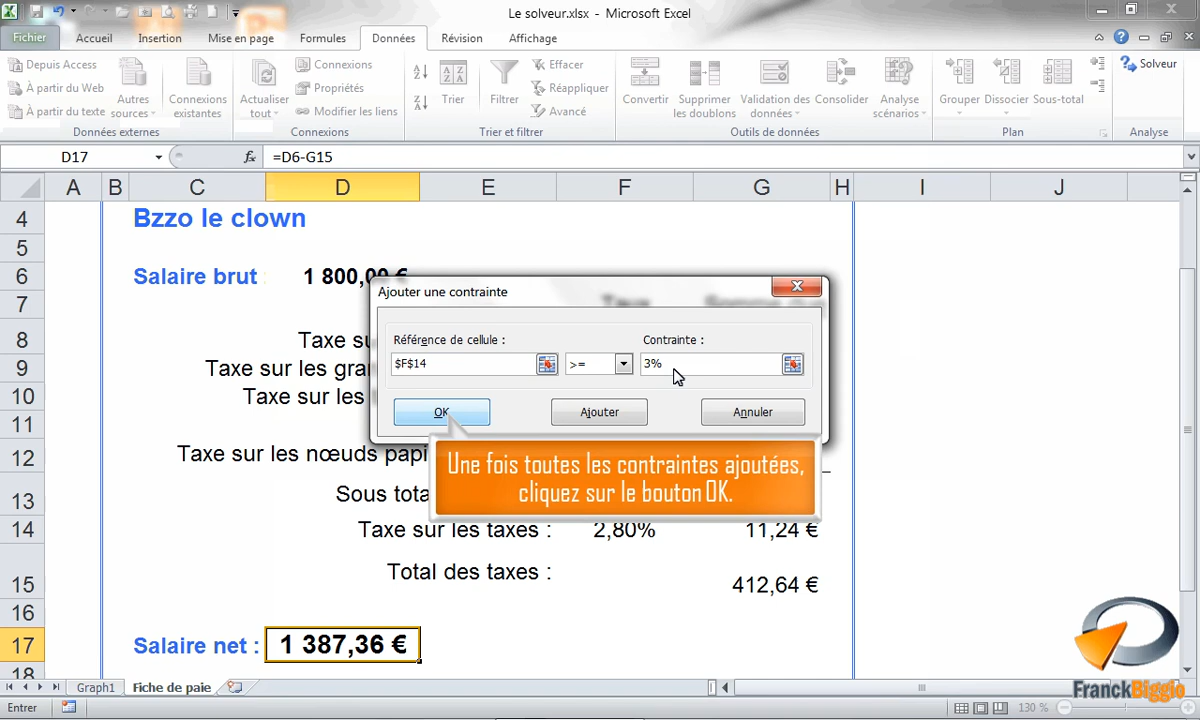 Le solveur.xlsx - Microsoft Excel
Fichier Accueil Insertion Mise en page Formules Données Révision Affichage
Depuis Access
À partir du Web
À partir du texte
Autres sources
Connexions existantes
Données externes
Actualiser tout
Connexions
Propriétés
Modifier les liens
Connexions
Trier
Filtrer
Effacer
Réappliquer
Avancé
Trier et filtrer
Convertir
Supprimer les doublons
Validation des données
Consolider
Analyse scénarios
Outils de données
Grouper Dissocier Sous-total
Plan
Solveur
Analyse
D17 fx =D6-G15
A B C D E F G H I J
4 Bzzo le clown
5
6 Salaire brut 1 800,00 €
7
8 Taxe su
9 Taxe sur les gra
10 Taxe sur les
11
12 Taxe sur les nœuds papi
13 Sous tota
14 Taxe sur les taxes : 2,80% 11,24 €
15 Total des taxes : 412,64 €
16
17 Salaire net : 1 387,36 €
18
Ajouter une contrainte
Référence de cellule : Contrainte :
$F$14 >= 3%
OK Ajouter Annuler
Une fois toutes les contraintes ajoutées,
cliquez sur le bouton OK.
Graph1 Fiche de paie
Entrer 130 %
FranckBiggio